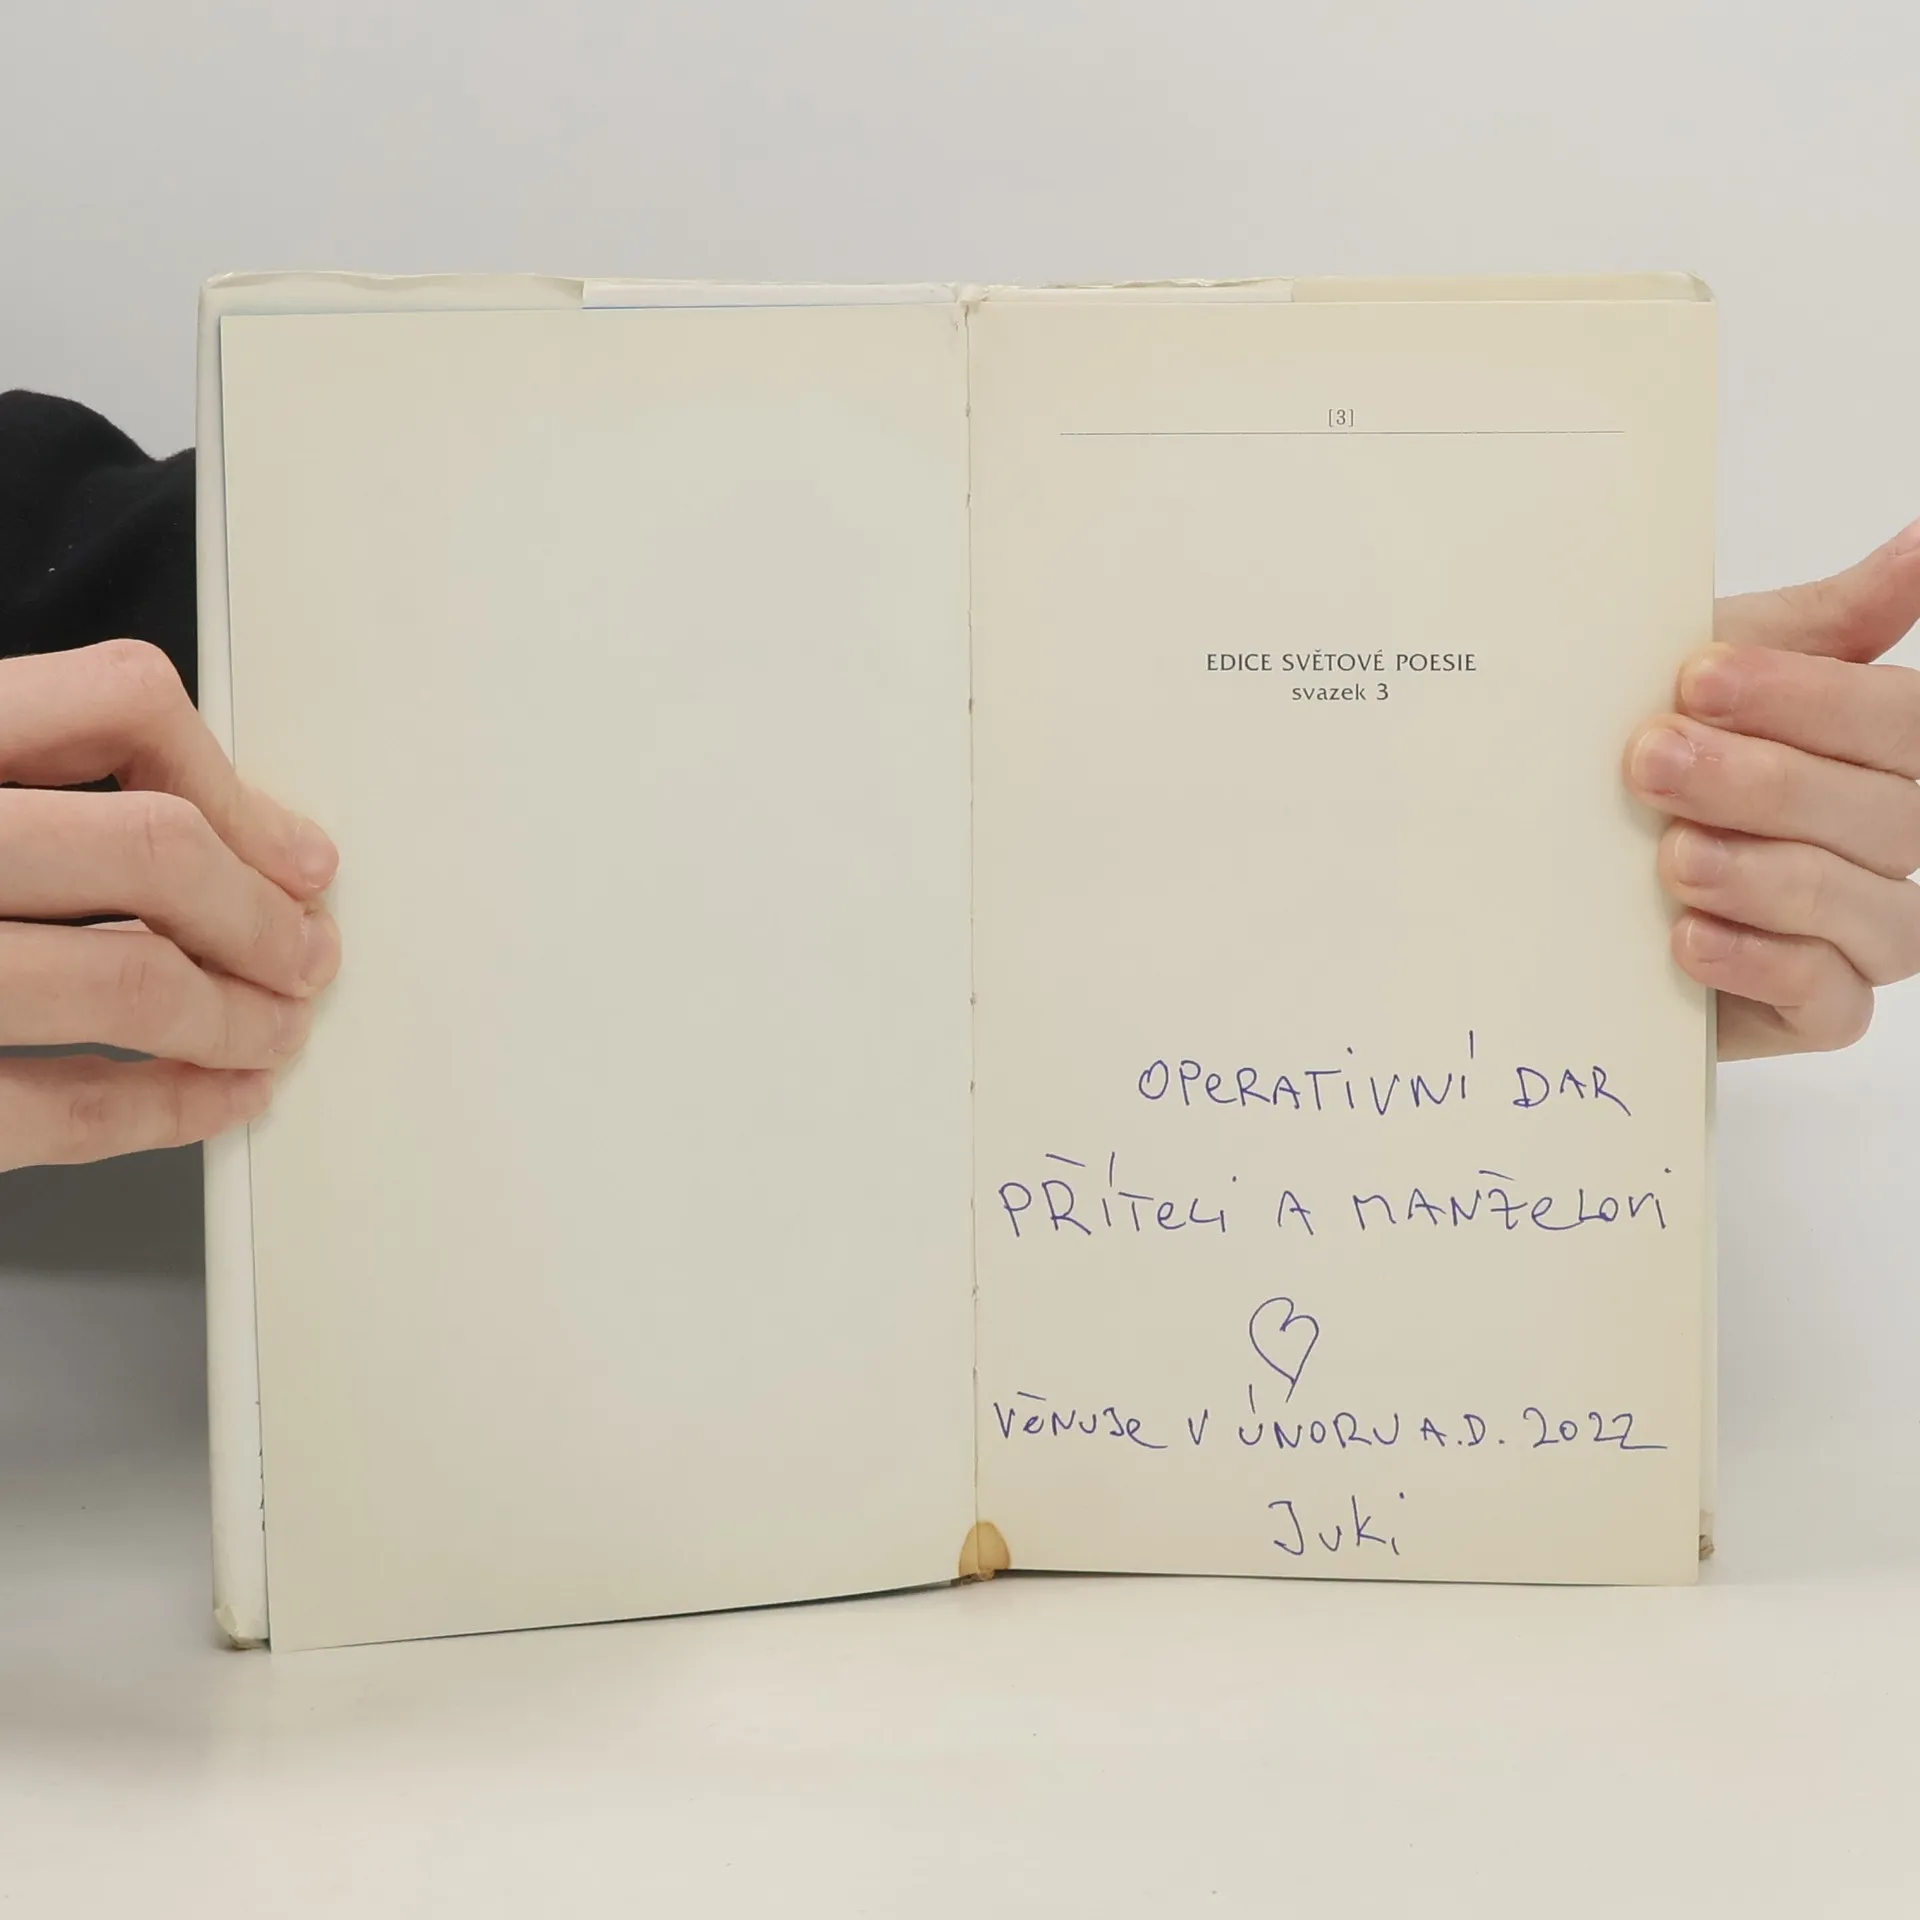 [3]
EDICE SVĚTOVÉ POESIE
svazek 3
OPERATIVNÍ DAR
PŘÍTELI A MANŽELOVI
VĚNUJE V ÚNORU A.D. 2022
Juki